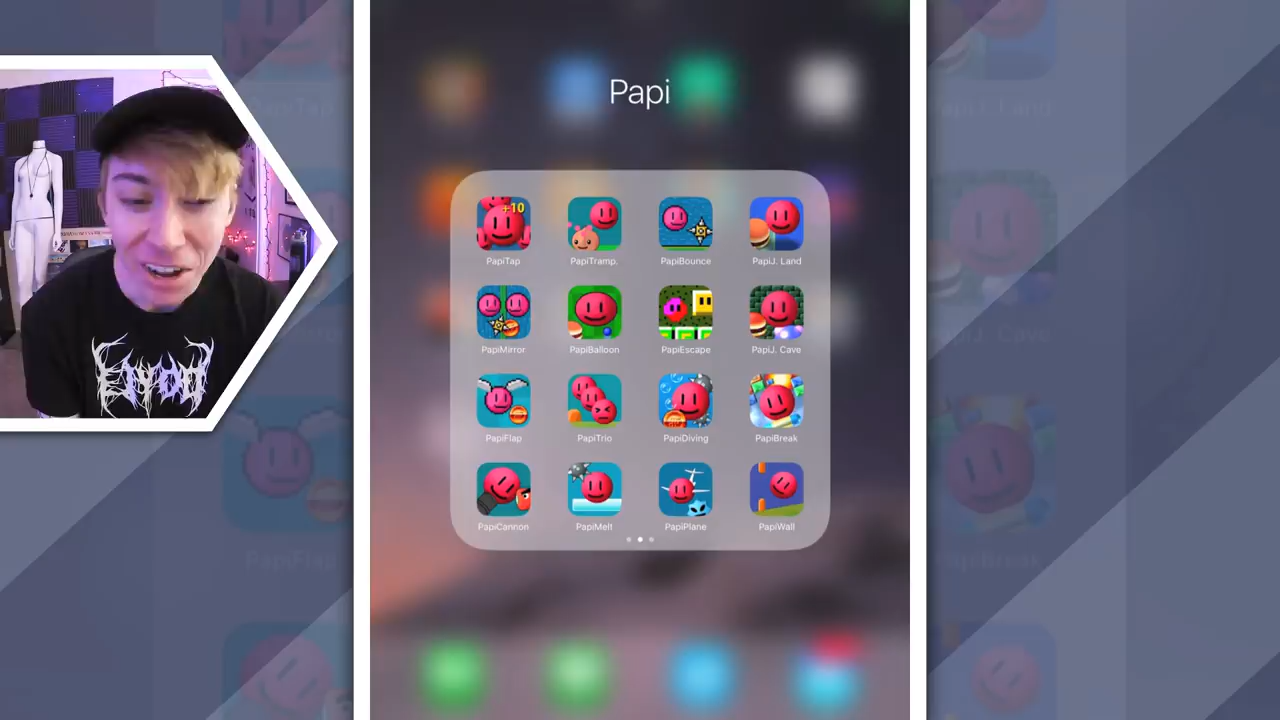 Papi
+10
PapiTap
PapiTramp.
PapiBounce
PapiJ. Land
PapiMirror
PapiBalloon
PapiEscape
PapiJ. Cave
PapiFlap
PapiTrio
PapiDiving
PapiBreak
PapiCannon
PapiMelt
PapiPlane
PapiWall